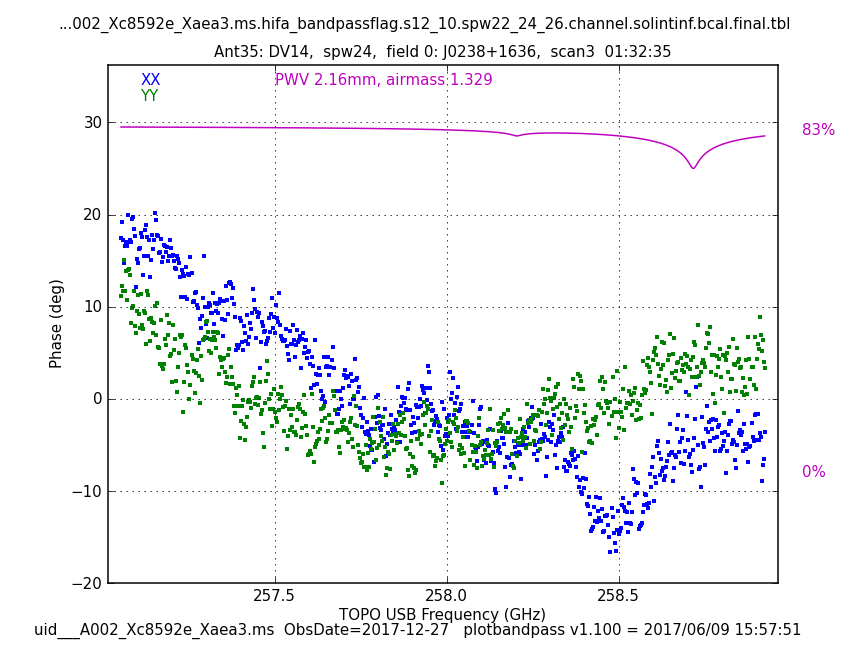 ...002_Xc8592e_Xaea3.ms.hifa_bandpassflag.s12_10.spw22_24_26.channel.solintinf.bcal.final.tbl
Ant35: DV14,  spw24,  field 0: J0238+1636,  scan3  01:32:35
XX
PWV 2.16mm, airmass 1.329
YY
30
83%
20
10
Phase (deg)
0
−10
0%
−20
257.5
258.0
258.5
TOPO USB Frequency (GHz)
uid___A002_Xc8592e_Xaea3.ms  ObsDate=2017-12-27   plotbandpass v1.100 = 2017/06/09 15:57:51